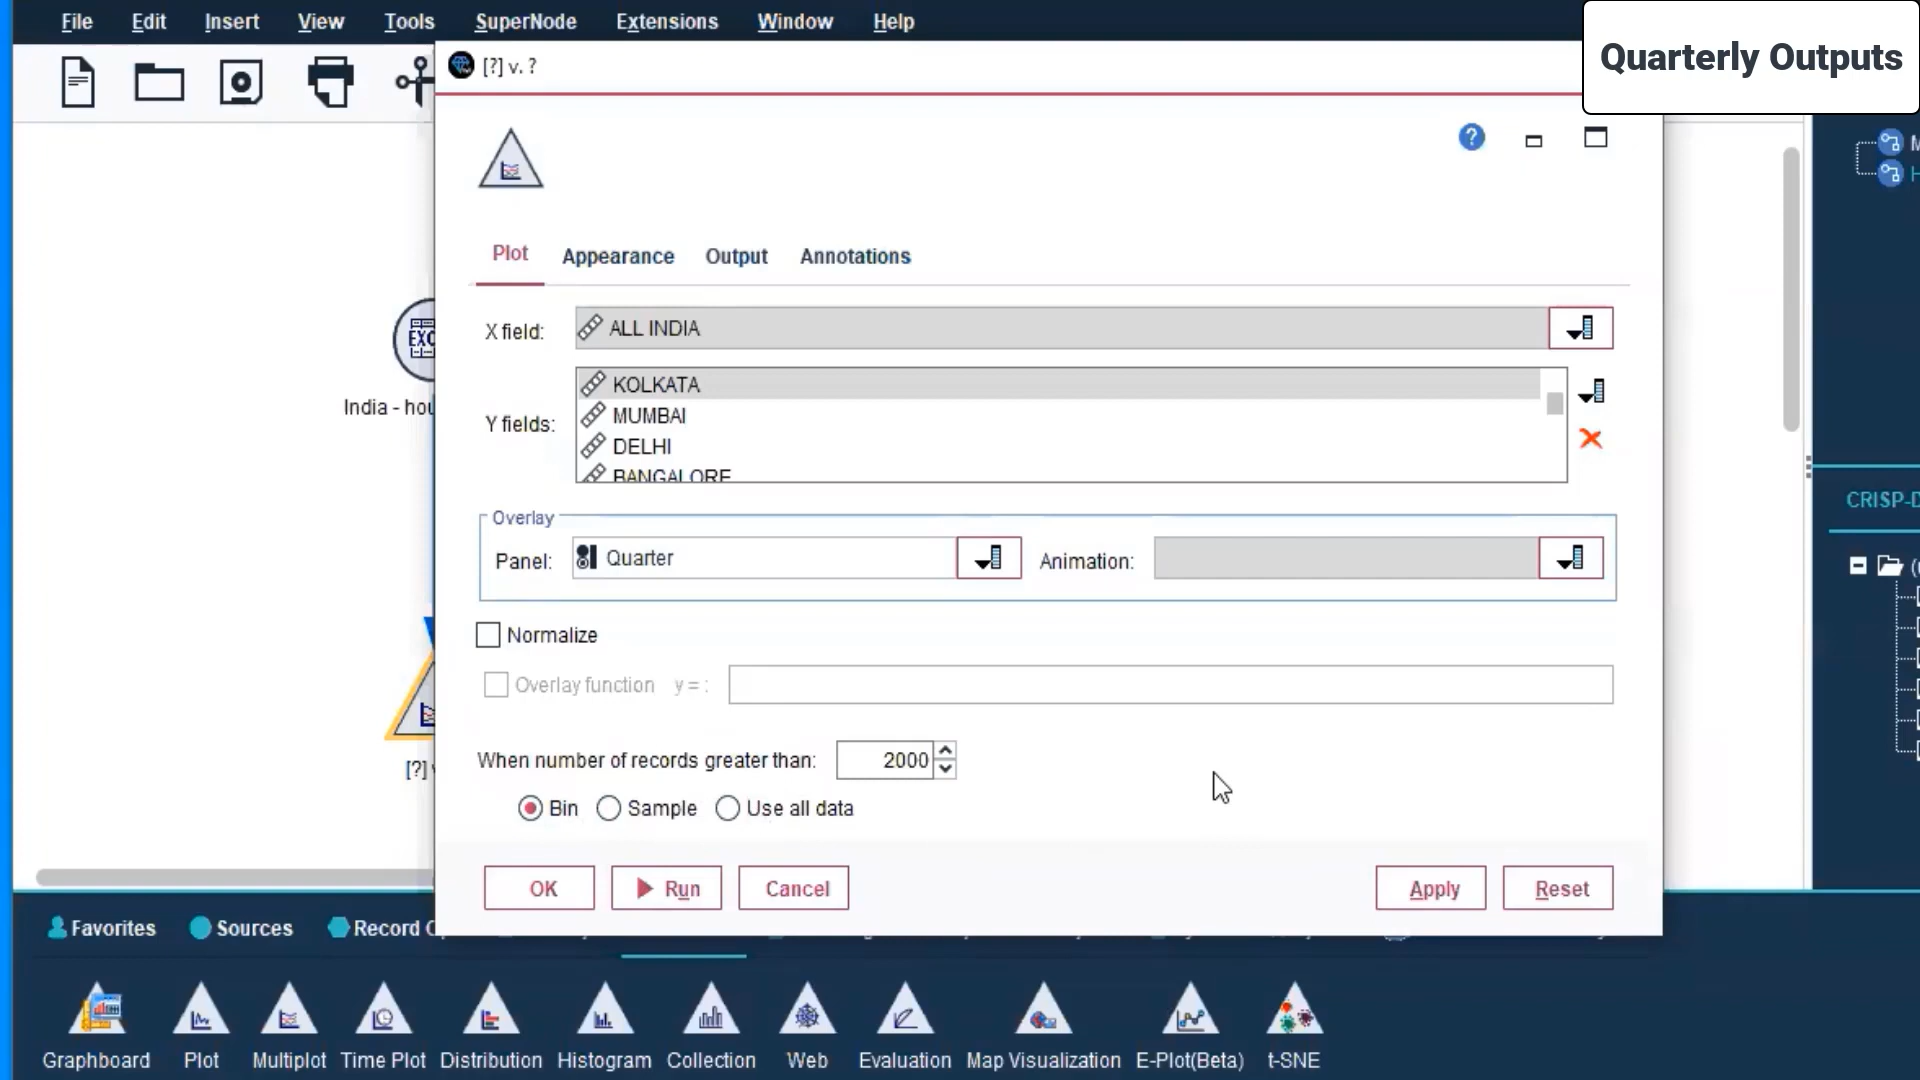 File Edit Insert View Tools SuperNode Extensions Window Help
Quarterly Outputs
[?] v. ?
Plot Appearance Output Annotations
X field: ALL INDIA
Y fields: KOLKATA
MUMBAI
DELHI
BANGALORE
Overlay
Panel: Quarter Animation:
Normalize
Overlay function y = :
When number of records greater than: 2000
Bin Sample Use all data
OK Run Cancel Apply Reset
EXC
India - hou
[?] v
CRISP-D
Favorites Sources Record O
Graphboard Plot Multiplot Time Plot Distribution Histogram Collection Web Evaluation Map Visualization E-Plot(Beta) t-SNE